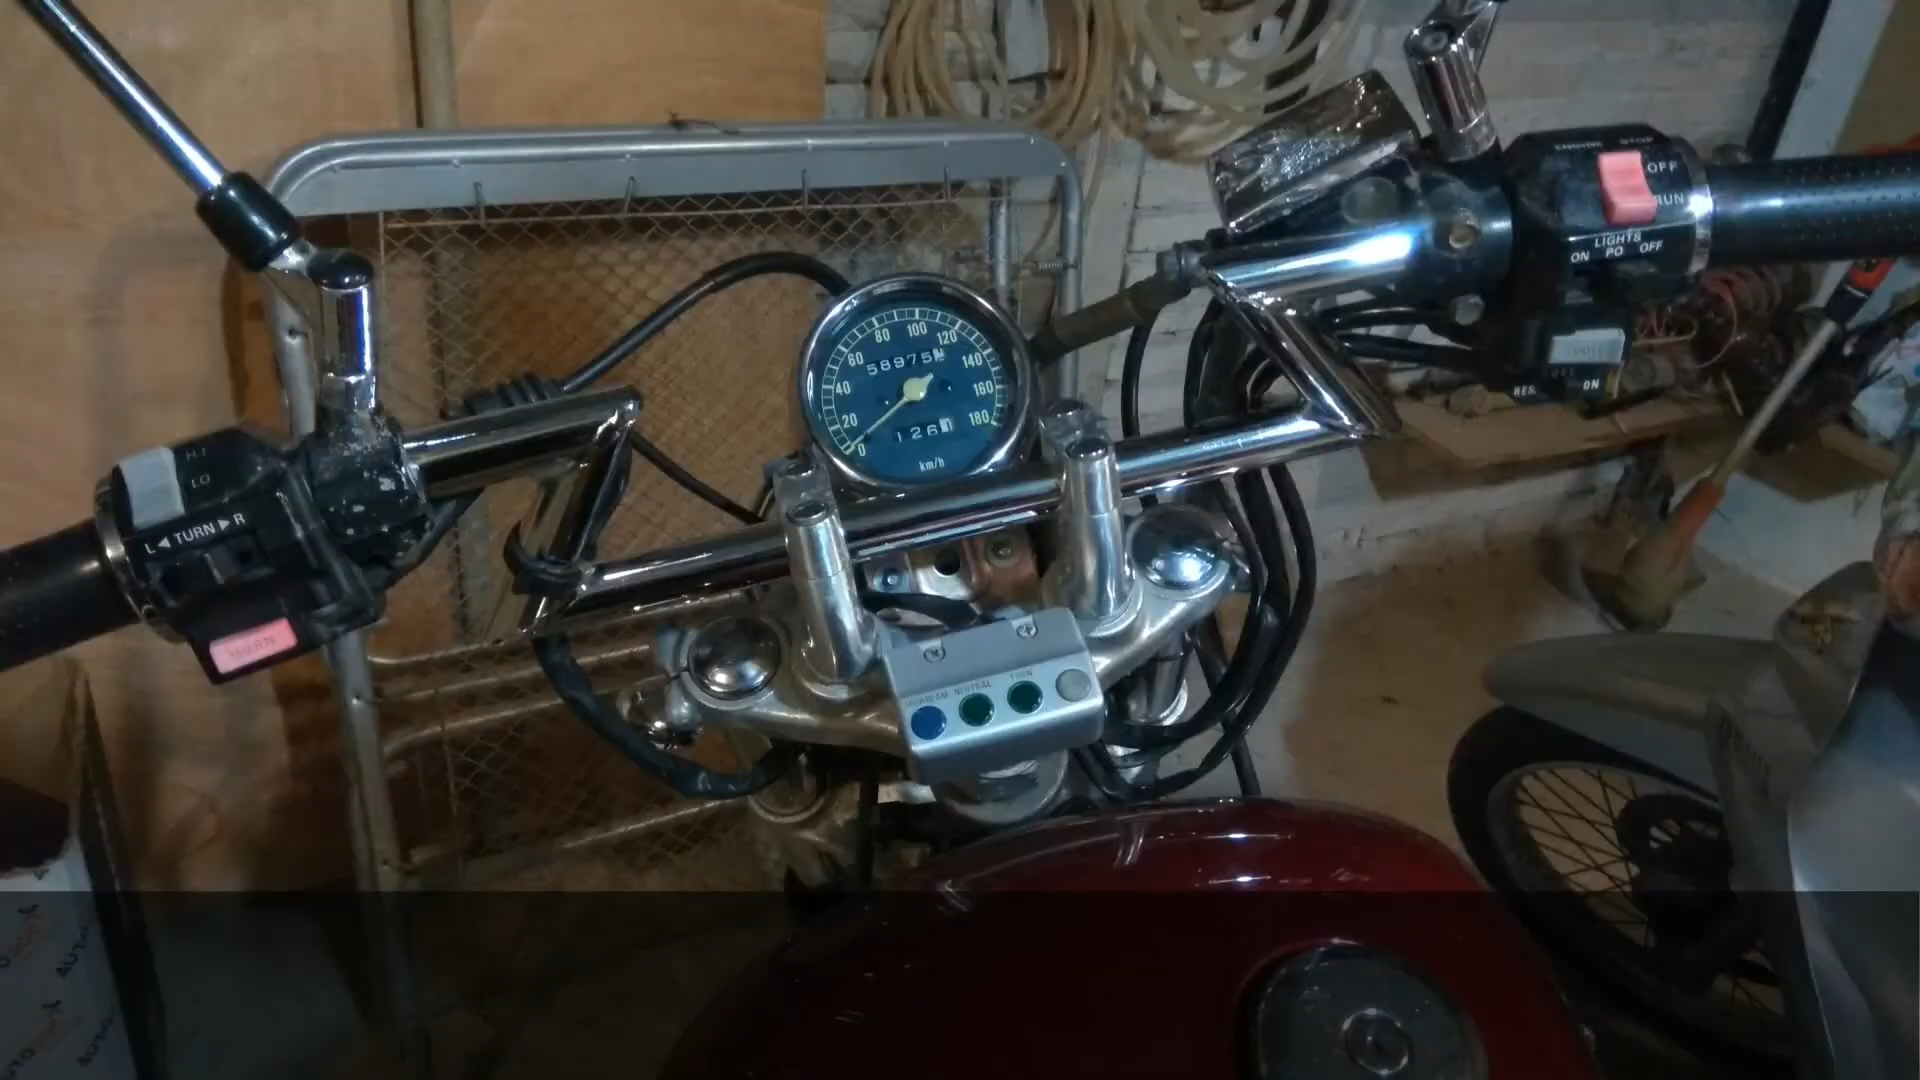 ENGINE STOP
OFF
RUN
LIGHTS
ON PO OFF
ON
HI
LO
L ◀ TURN ▶ R
80 100 120
60 140
40 160
20 180
0
58975
126
km/h
NEUTRAL TURN